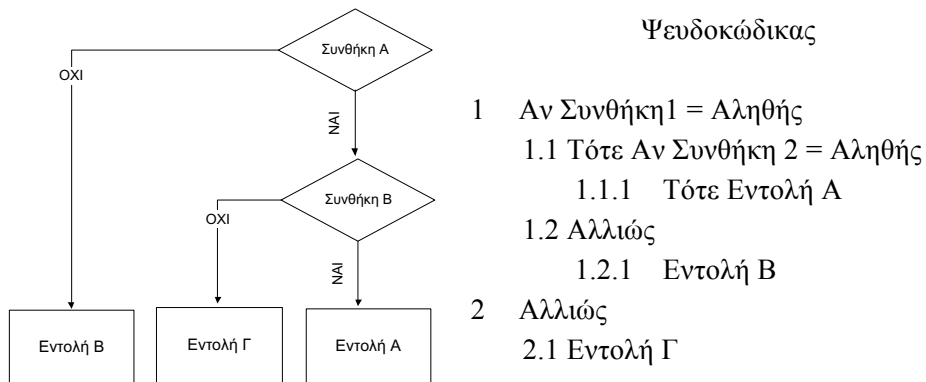 Συνθήκη Α
ΟΧΙ
ΝΑΙ
Συνθήκη Β
ΟΧΙ
ΝΑΙ
Εντολή Β
Εντολή Γ
Εντολή Α
Ψευδοκώδικας
1 Αν Συνθήκη1 = Αληθής
1.1 Τότε Αν Συνθήκη 2 = Αληθής
1.1.1 Τότε Εντολή Α
1.2 Αλλιώς
1.2.1 Εντολή Β
2 Αλλιώς
2.1 Εντολή Γ